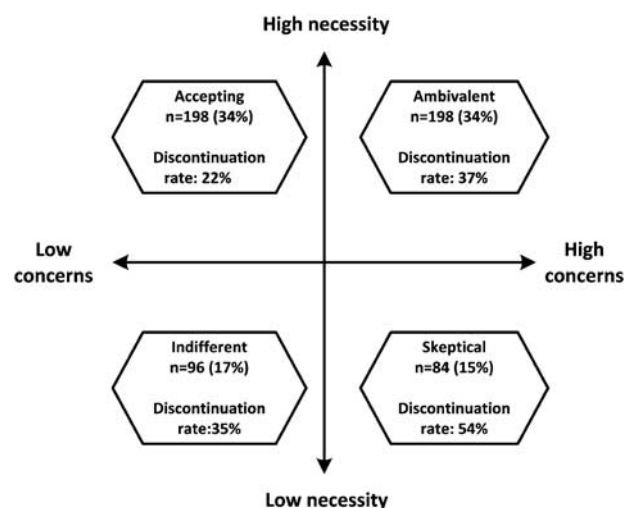 High necessity
Accepting
n=198 (34%)
Discontinuation
rate: 22%
Ambivalent
n=198 (34%)
Discontinuation
rate: 37%
Low
concerns
High
concerns
Indifferent
n=96 (17%)
Discontinuation
rate:35%
Skeptical
n=84 (15%)
Discontinuation
rate: 54%
Low necessity